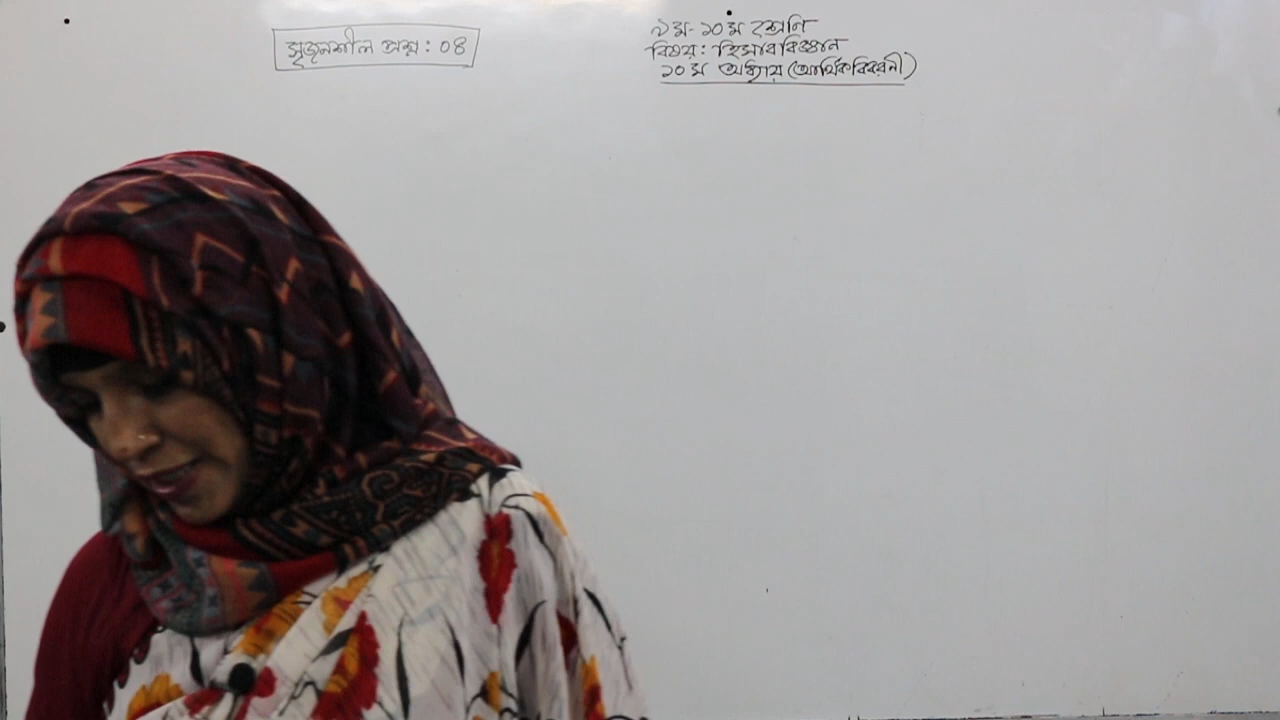 সৃজনশীল প্রশ্ন : ০৪
৯ম-১০ম শ্রেণি
বিষয় : হিসাববিজ্ঞান
১০ম অধ্যায় (আর্থিক বিবরণী)